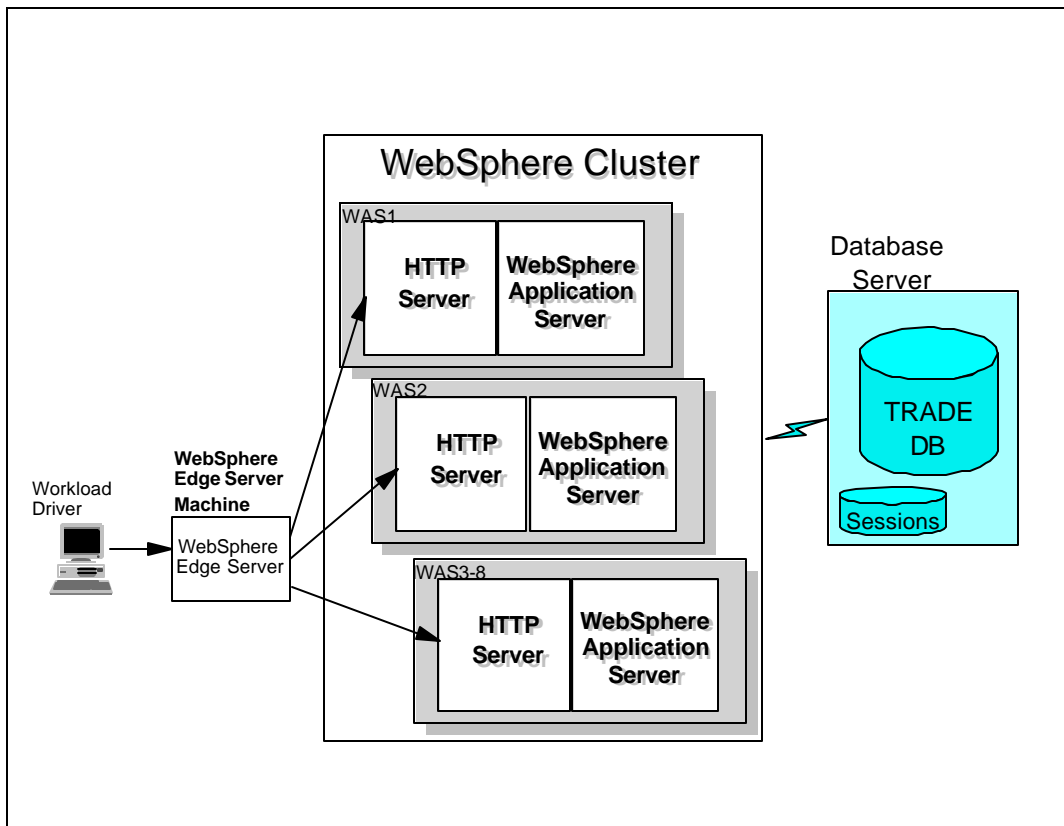 WebSphere Cluster
WAS1
HTTP
Server
WebSphere
Application
Server
WAS2
HTTP
Server
WebSphere
Application
Server
WAS3-8
HTTP
Server
WebSphere
Application
Server
Workload
Driver
WebSphere
Edge Server
Machine
WebSphere
Edge Server
Database
Server
TRADE
DB
Sessions